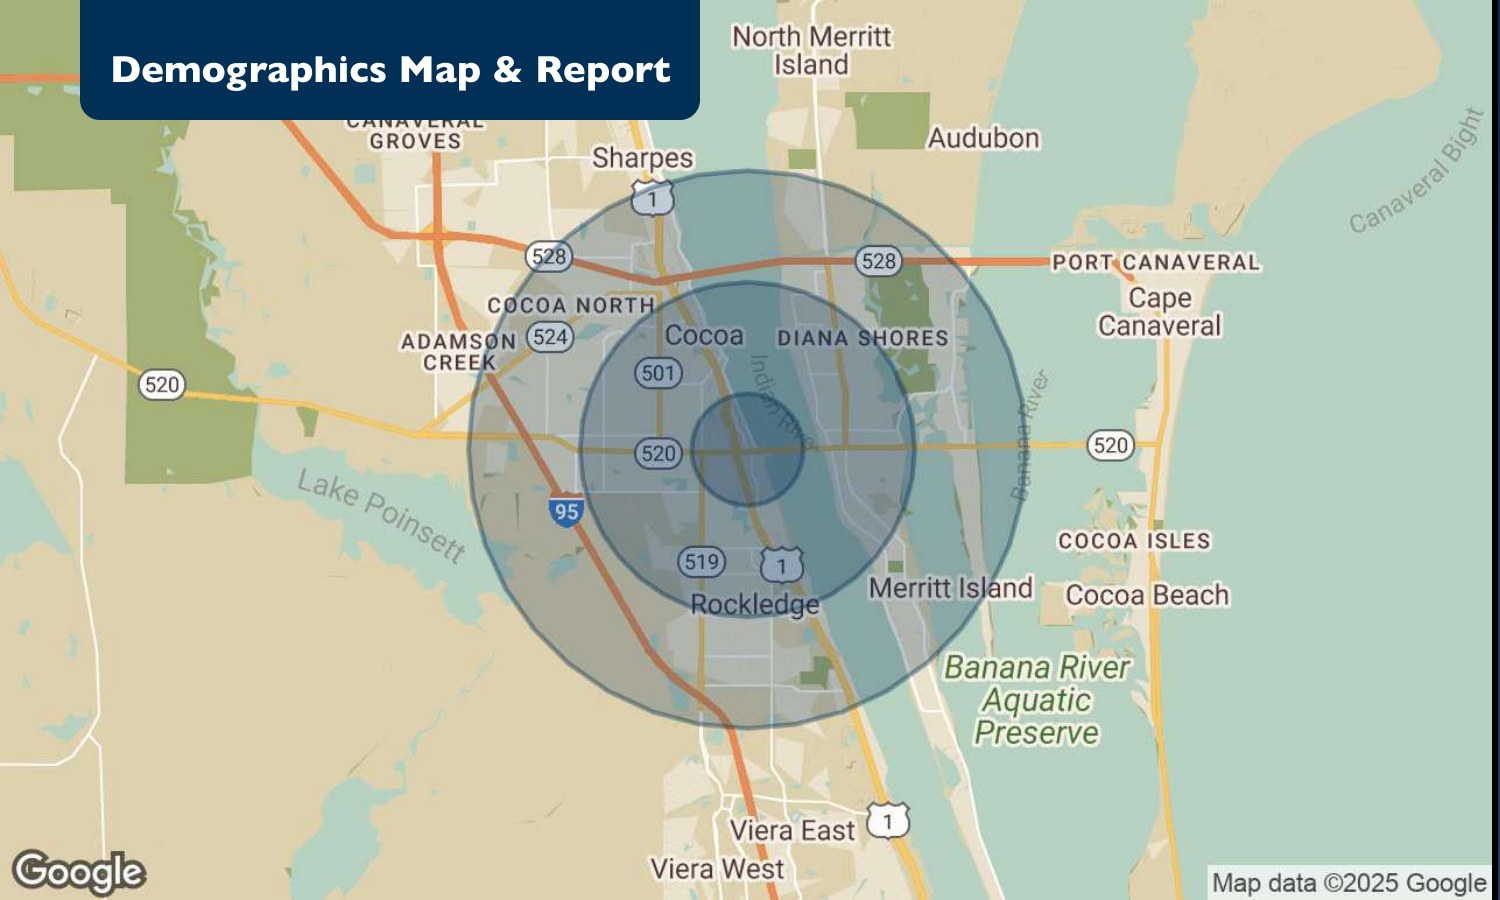 Demographics Map & Report
North Merritt
Island
CANAVERAL
GROVES
Audubon
Sharpes
Canaveral Bight
1
528
528
PORT CANAVERAL
COCOA NORTH
Cape
Canaveral
524
Cocoa
DIANA SHORES
ADAMSON
CREEK
501
Indian River
520
Banana River
520
520
Lake Poinsett
95
COCOA ISLES
519
1
Merritt Island
Cocoa Beach
Rockledge
Banana River
Aquatic
Preserve
1
Viera East
Viera West
Google
Map data ©2025 Google